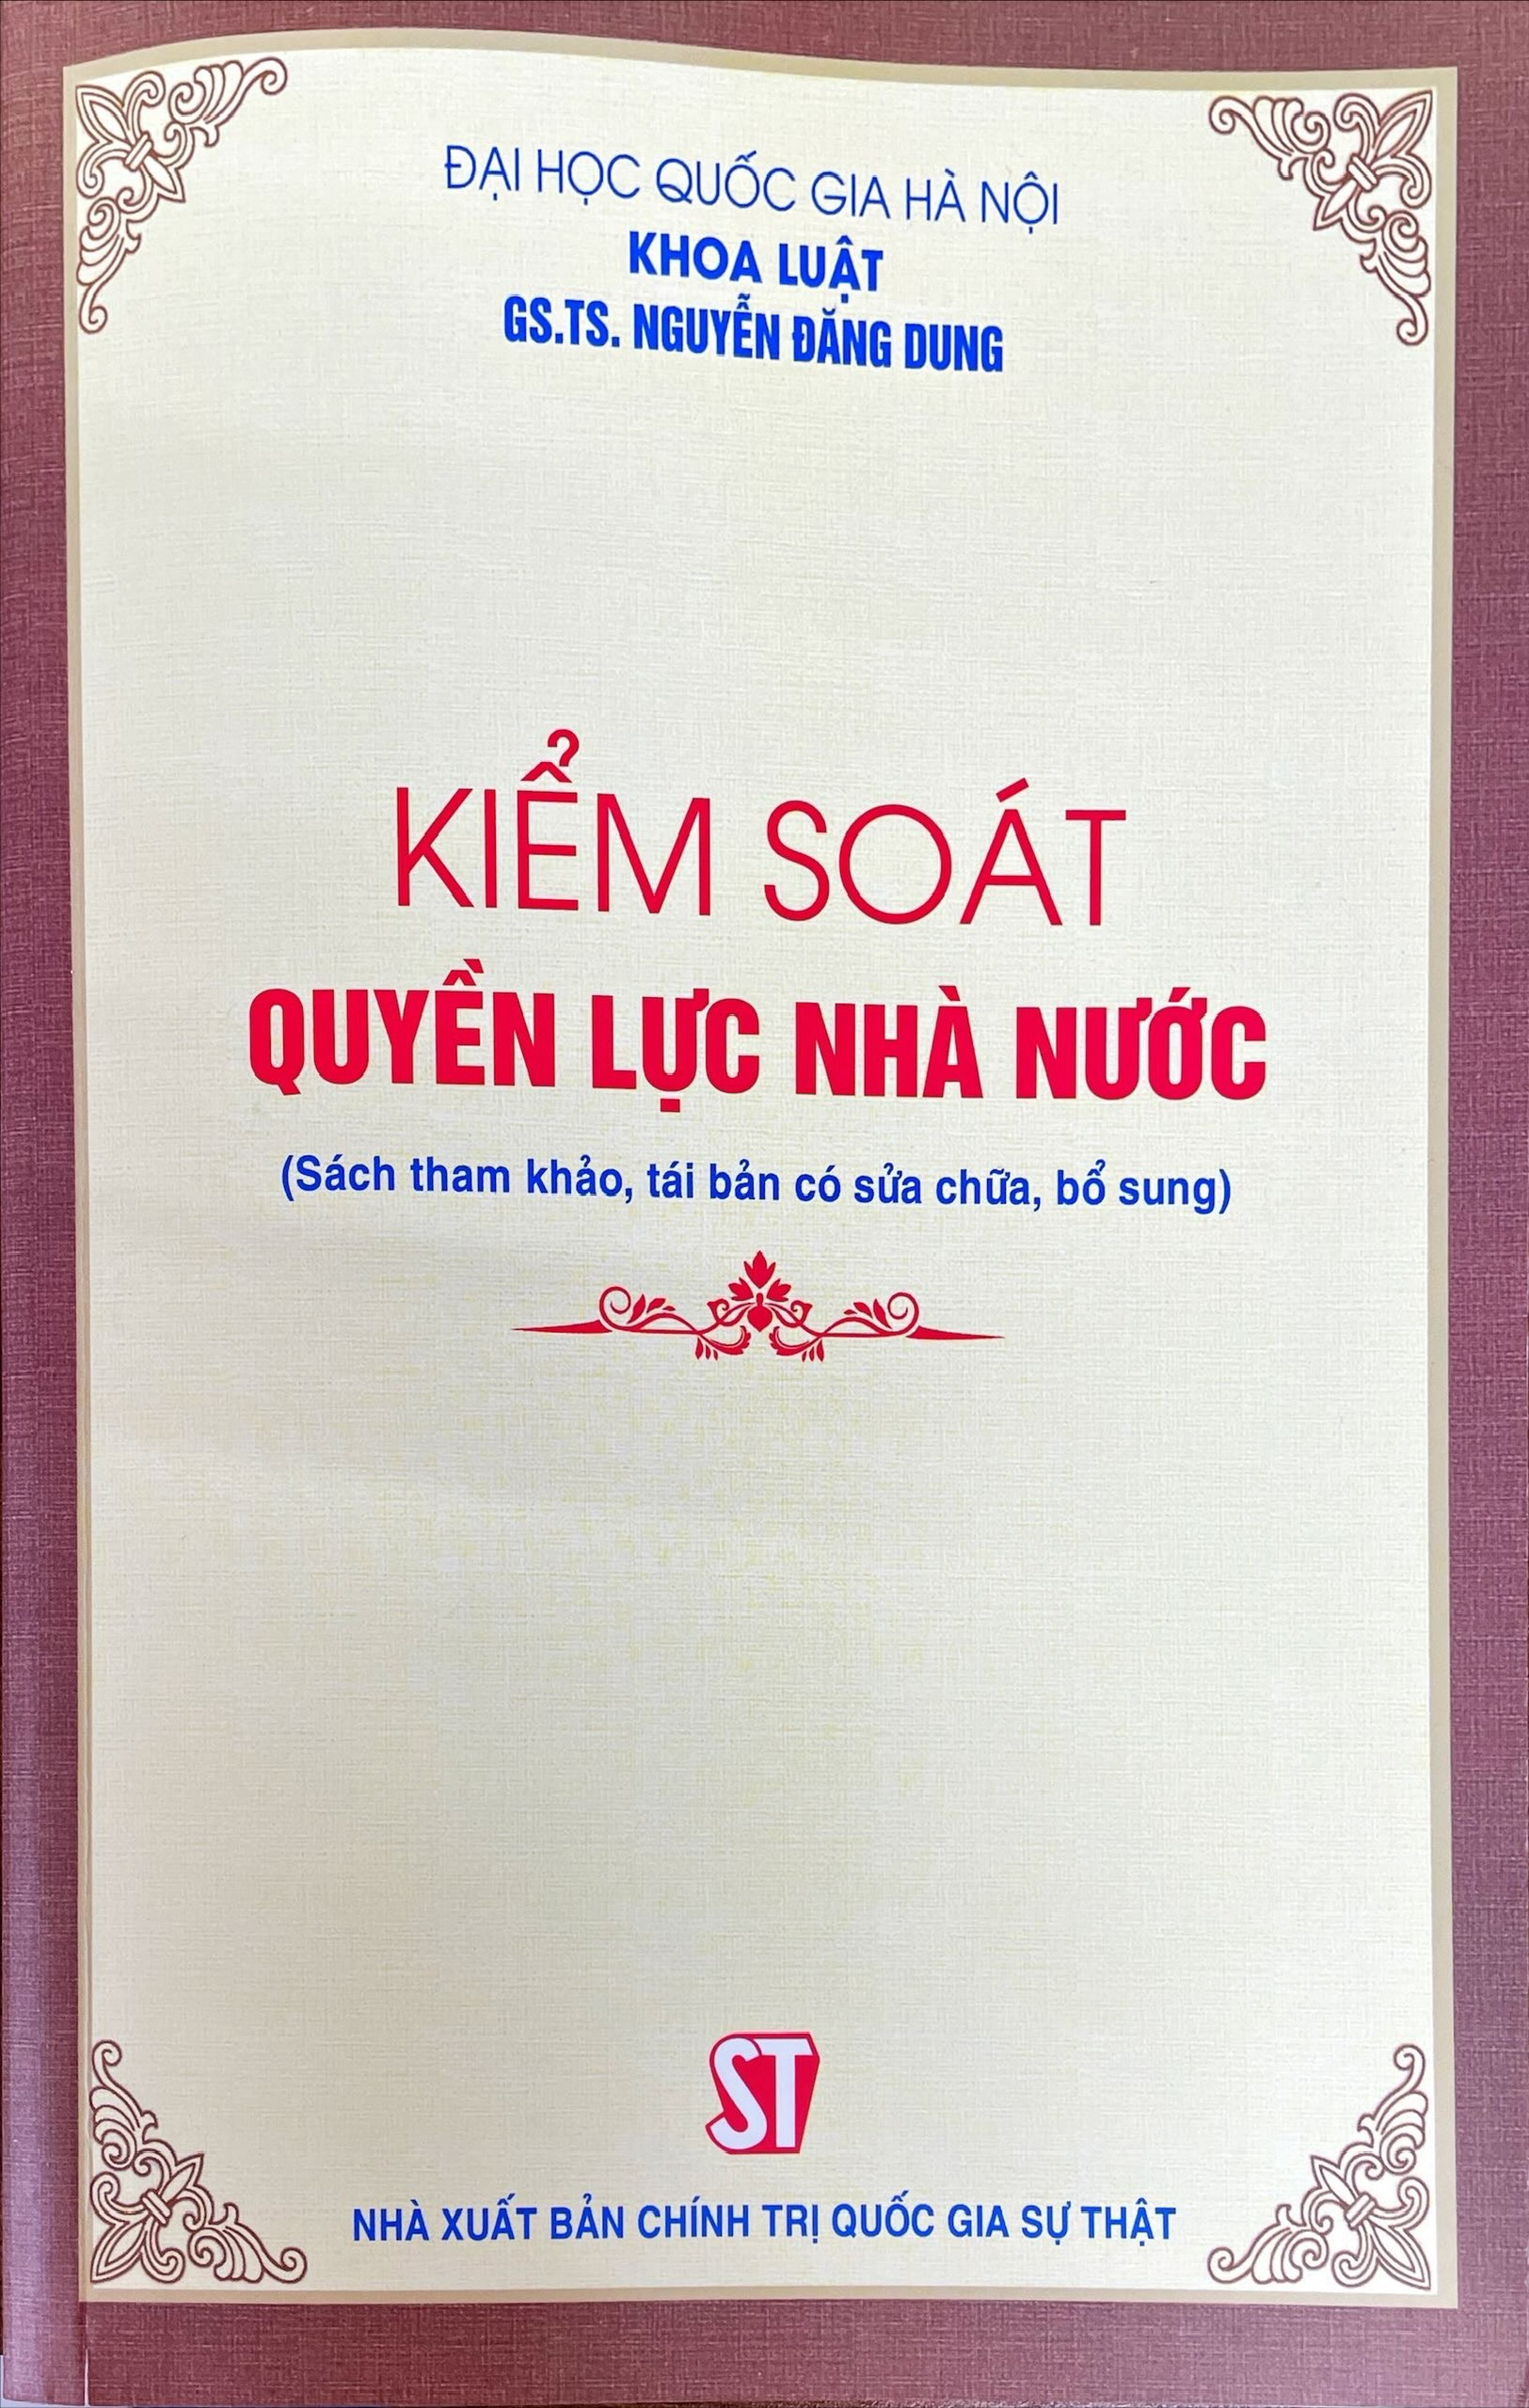 ĐẠI HỌC QUỐC GIA HÀ NỘI
KHOA LUẬT
GS.TS. NGUYỄN ĐĂNG DUNG
KIỂM SOÁT
QUYỀN LỰC NHÀ NƯỚC
(Sách tham khảo, tái bản có sửa chữa, bổ sung)
ST
NHÀ XUẤT BẢN CHÍNH TRỊ QUỐC GIA SỰ THẬT